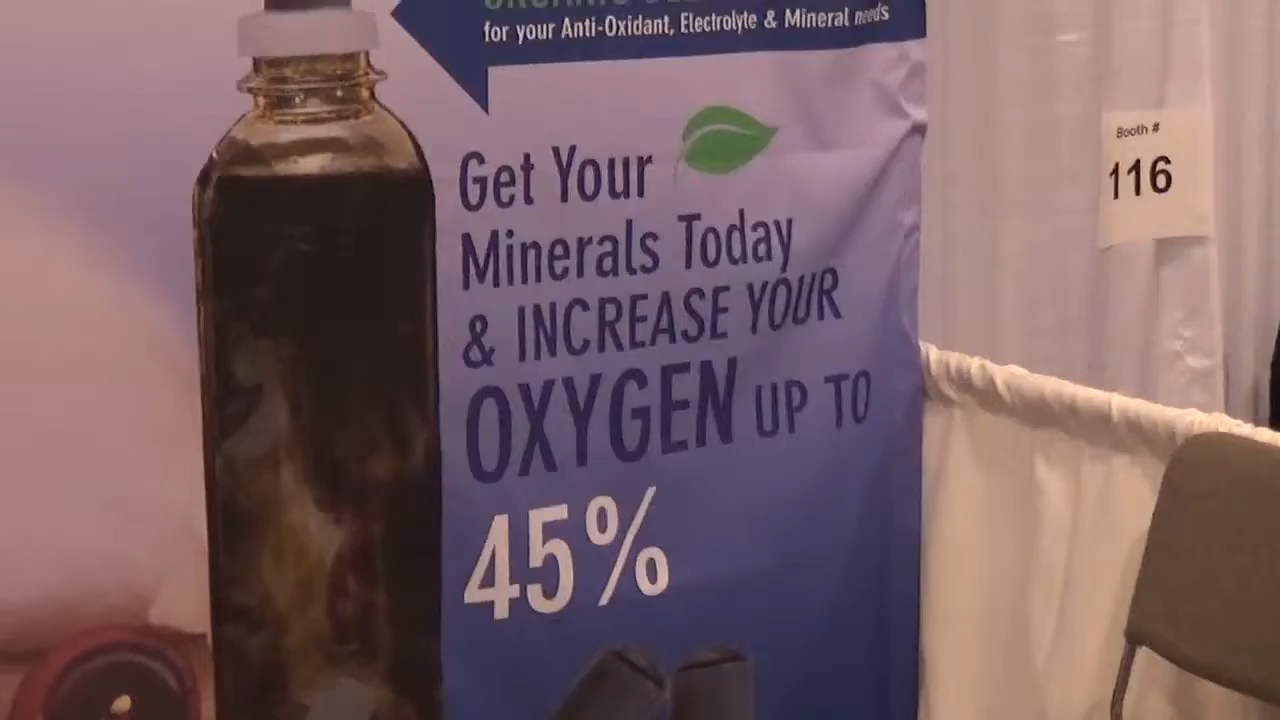 for your Anti-Oxidant, Electrolyte & Mineral needs
Get Your
Minerals Today
& INCREASE YOUR
OXYGEN UP TO
45%
Booth #
116